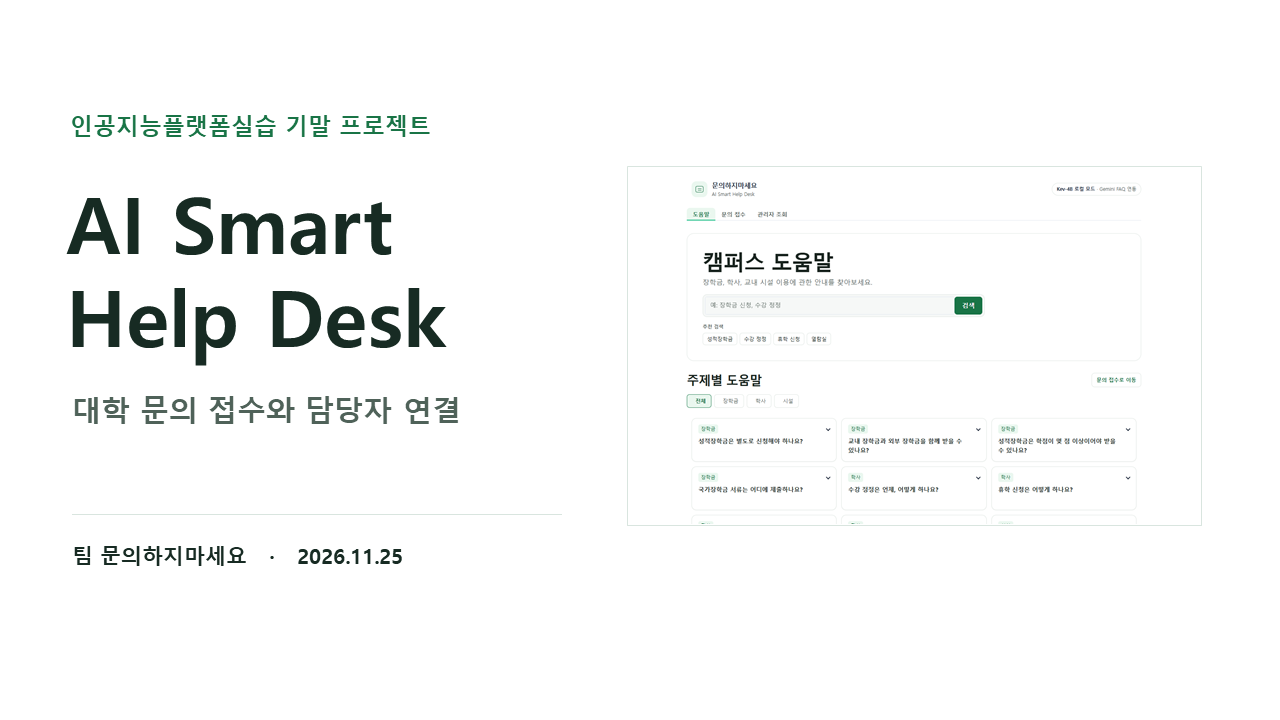 인공지능플랫폼실습 기말 프로젝트
AI Smart
Help Desk
대학 문의 접수와 담당자 연결
팀 문의하지마세요 · 2026.11.25
문의하지마세요
AI Smart Help Desk
Kev-4B 로컬 모드 · Gemini FAQ 연동
도움말 문의 접수 관리자 조회
캠퍼스 도움말
장학금, 학사, 교내 시설 이용에 관한 안내를 찾아보세요.
예: 장학금 신청, 수강 정정 검색
추천 검색
성적장학금 수강 정정 휴학 신청 열람실
주제별 도움말 문의 접수로 이동
전체 장학금 학사 시설
장학금
성적장학금은 별도로 신청해야 하나요?
장학금
교내 장학금과 외부 장학금을 함께 받을 수
있나요?
장학금
성적장학금은 학점이 몇 점 이상이어야 받을
수 있나요?
장학금
국가장학금 서류는 어디에 제출하나요?
학사
수강 정정은 언제, 어떻게 하나요?
학사
휴학 신청은 어떻게 하나요?